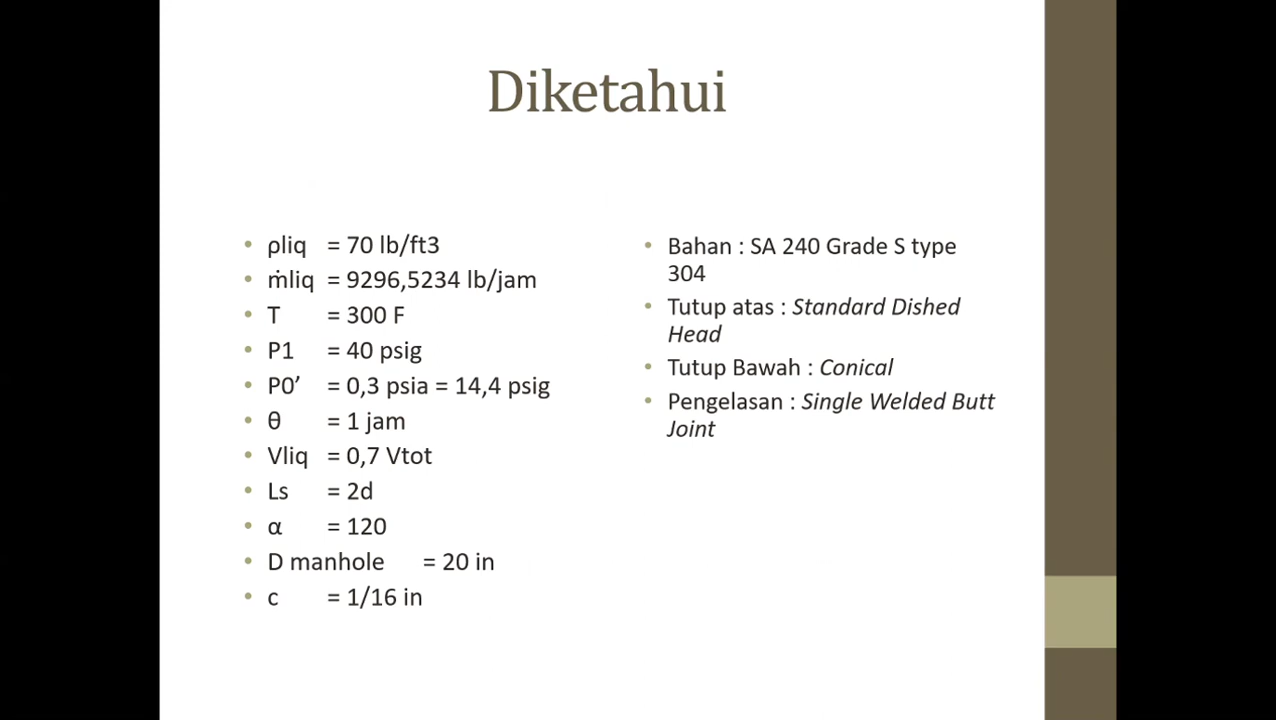 Diketahui
• ρliq = 70 lb/ft3
• ṁliq = 9296,5234 lb/jam
• T = 300 F
• P1 = 40 psig
• P0’ = 0,3 psia = 14,4 psig
• θ = 1 jam
• Vliq = 0,7 Vtot
• Ls = 2d
• α = 120
• D manhole = 20 in
• c = 1/16 in
• Bahan : SA 240 Grade S type
304
• Tutup atas : Standard Dished
Head
• Tutup Bawah : Conical
• Pengelasan : Single Welded Butt
Joint